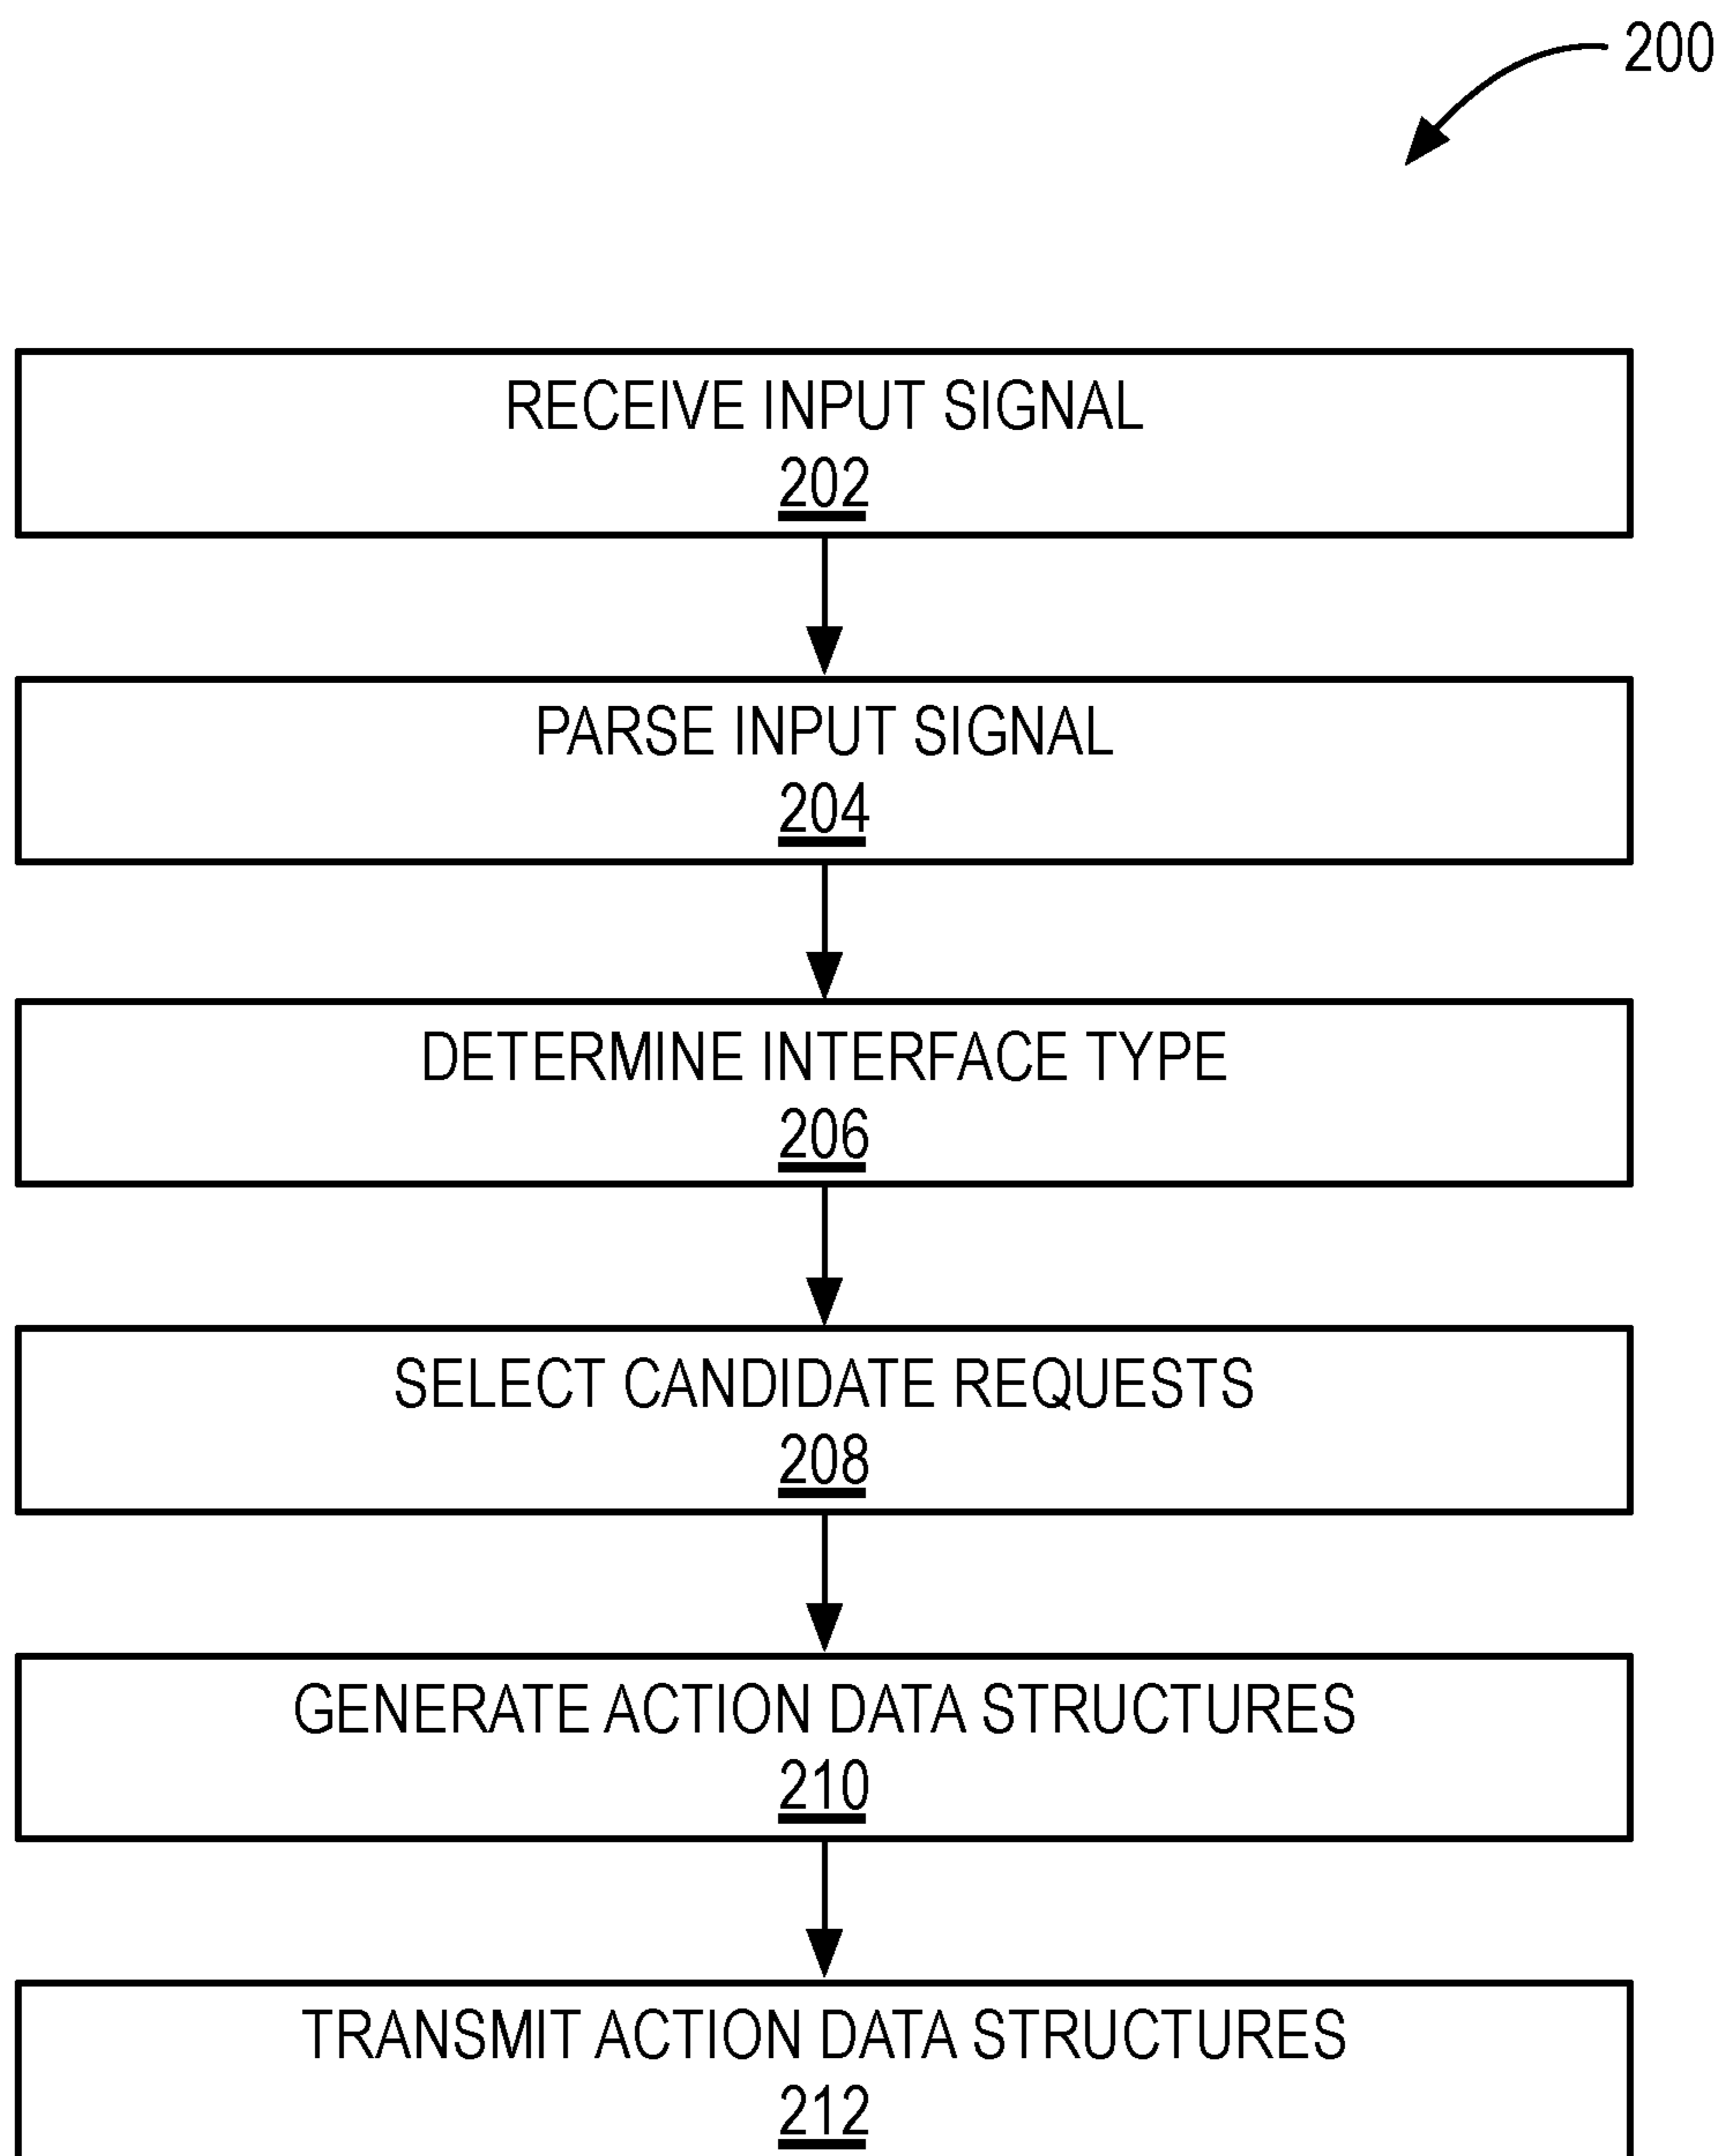 200
RECEIVE INPUT SIGNAL
202
PARSE INPUT SIGNAL
204
DETERMINE INTERFACE TYPE
206
SELECT CANDIDATE REQUESTS
208
GENERATE ACTION DATA STRUCTURES
210
TRANSMIT ACTION DATA STRUCTURES
212